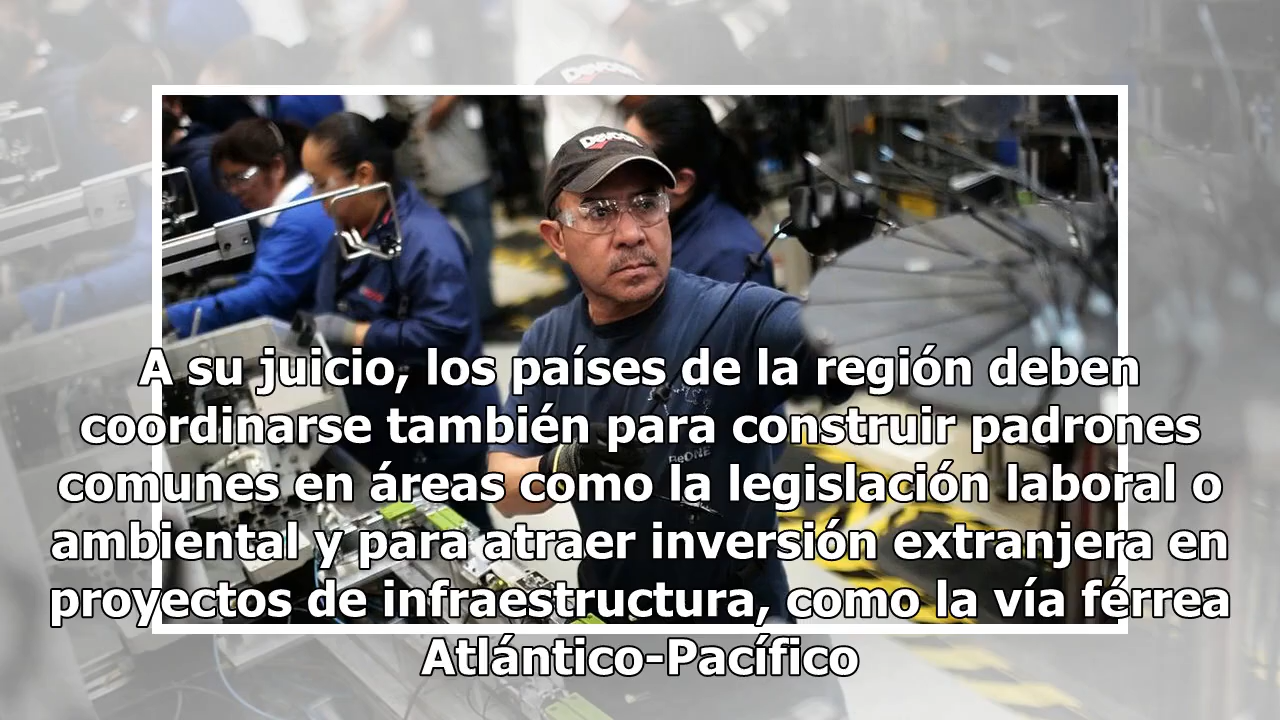 Devcon
A su juicio, los países de la región deben
coordinarse también para construir padrones
comunes en áreas como la legislación laboral o
ambiental y para atraer inversión extranjera en
proyectos de infraestructura, como la vía férrea
Atlántico-Pacífico